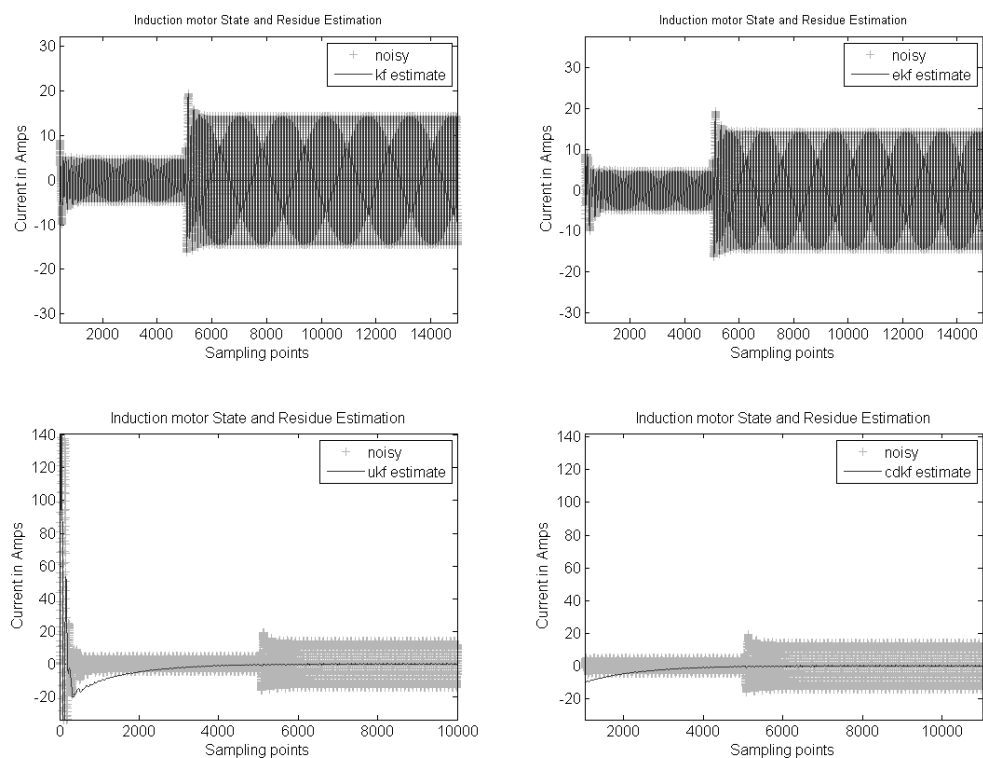 Induction motor State and Residue Estimation
30
20
10
0
-10
-20
-30
Current in Amps
noisy
kf estimate
2000 4000 6000 8000 10000 12000 14000
Sampling points
Induction motor State and Residue Estimation
30
20
10
0
-10
-20
-30
Current in Amps
noisy
ekf estimate
2000 4000 6000 8000 10000 12000 14000
Sampling points
Induction motor State and Residue Estimation
140
120
100
80
60
40
20
0
-20
Current in Amps
noisy
ukf estimate
0 2000 4000 6000 8000 10000
Sampling points
Induction motor State and Residue Estimation
140
120
100
80
60
40
20
0
-20
Current in Amps
noisy
cdkf estimate
2000 4000 6000 8000 10000
Sampling points